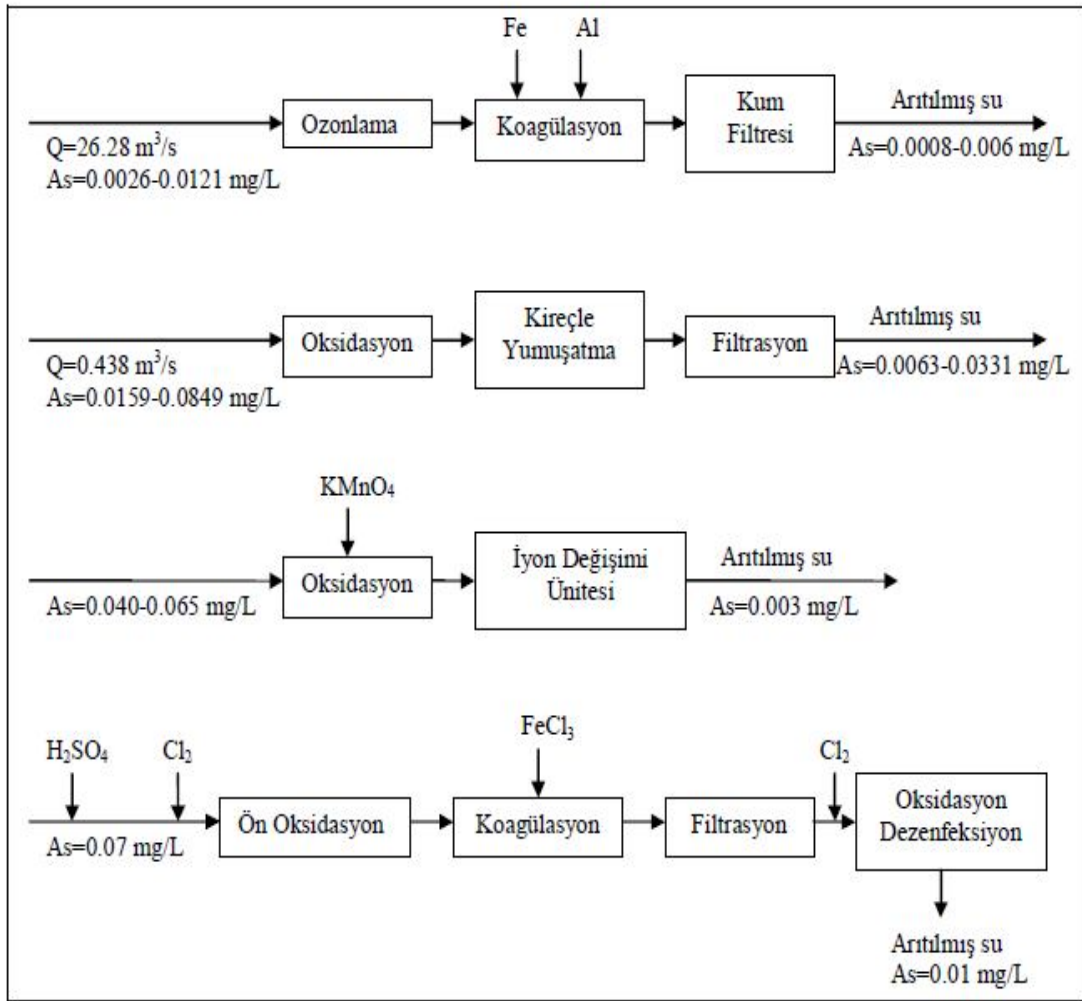 Fe Al
Ozonlama
Koagülasyon
Kum
Filtresi
Arıtılmış su
Q=26.28 m³/s
As=0.0026-0.0121 mg/L
As=0.0008-0.006 mg/L
Oksidasyon
Kireçle
Yumuşatma
Filtrasyon
Arıtılmış su
Q=0.438 m³/s
As=0.0159-0.0849 mg/L
As=0.0063-0.0331 mg/L
KMnO₄
Oksidasyon
İyon Değişimi
Ünitesi
Arıtılmış su
As=0.040-0.065 mg/L
As=0.003 mg/L
H₂SO₄ Cl₂
FeCl₃
Cl₂
Ön Oksidasyon
Koagülasyon
Filtrasyon
Oksidasyon
Dezenfeksiyon
As=0.07 mg/L
Arıtılmış su
As=0.01 mg/L